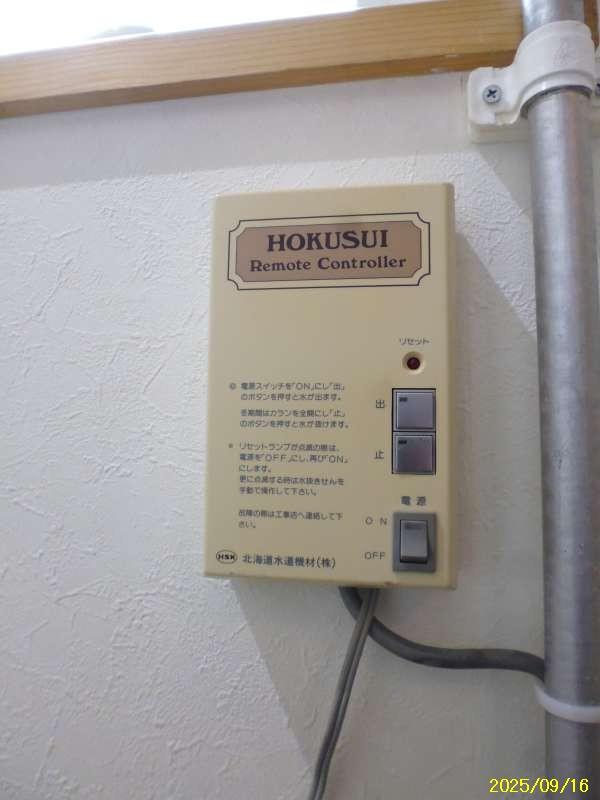 HOKUSUI
Remote Controller
リセット
◎ 電源スイッチを「ON」にし「出」
のボタンを押すと水が出ます。
冬期間はカランを全開にし「止」
のボタンを押すと水が抜けます。
出
＊ リセットランプが点滅の際は、
電源を「OFF」にし、再び「ON」
にします。
更に点滅する時は水抜きせんを
手動で操作して下さい。
止
故障の際は工事店へ連絡して下
さい。
電源
ON
OFF
HSK 北海道水道機材(株)
2025/09/16